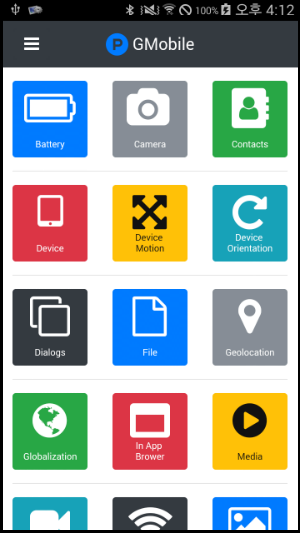 100% 오후 4:12
P GMobile
Battery
Camera
Contacts
Device
Device
Motion
Device
Orientation
Dialogs
File
Geolocation
Globalization
In App
Brower
Media